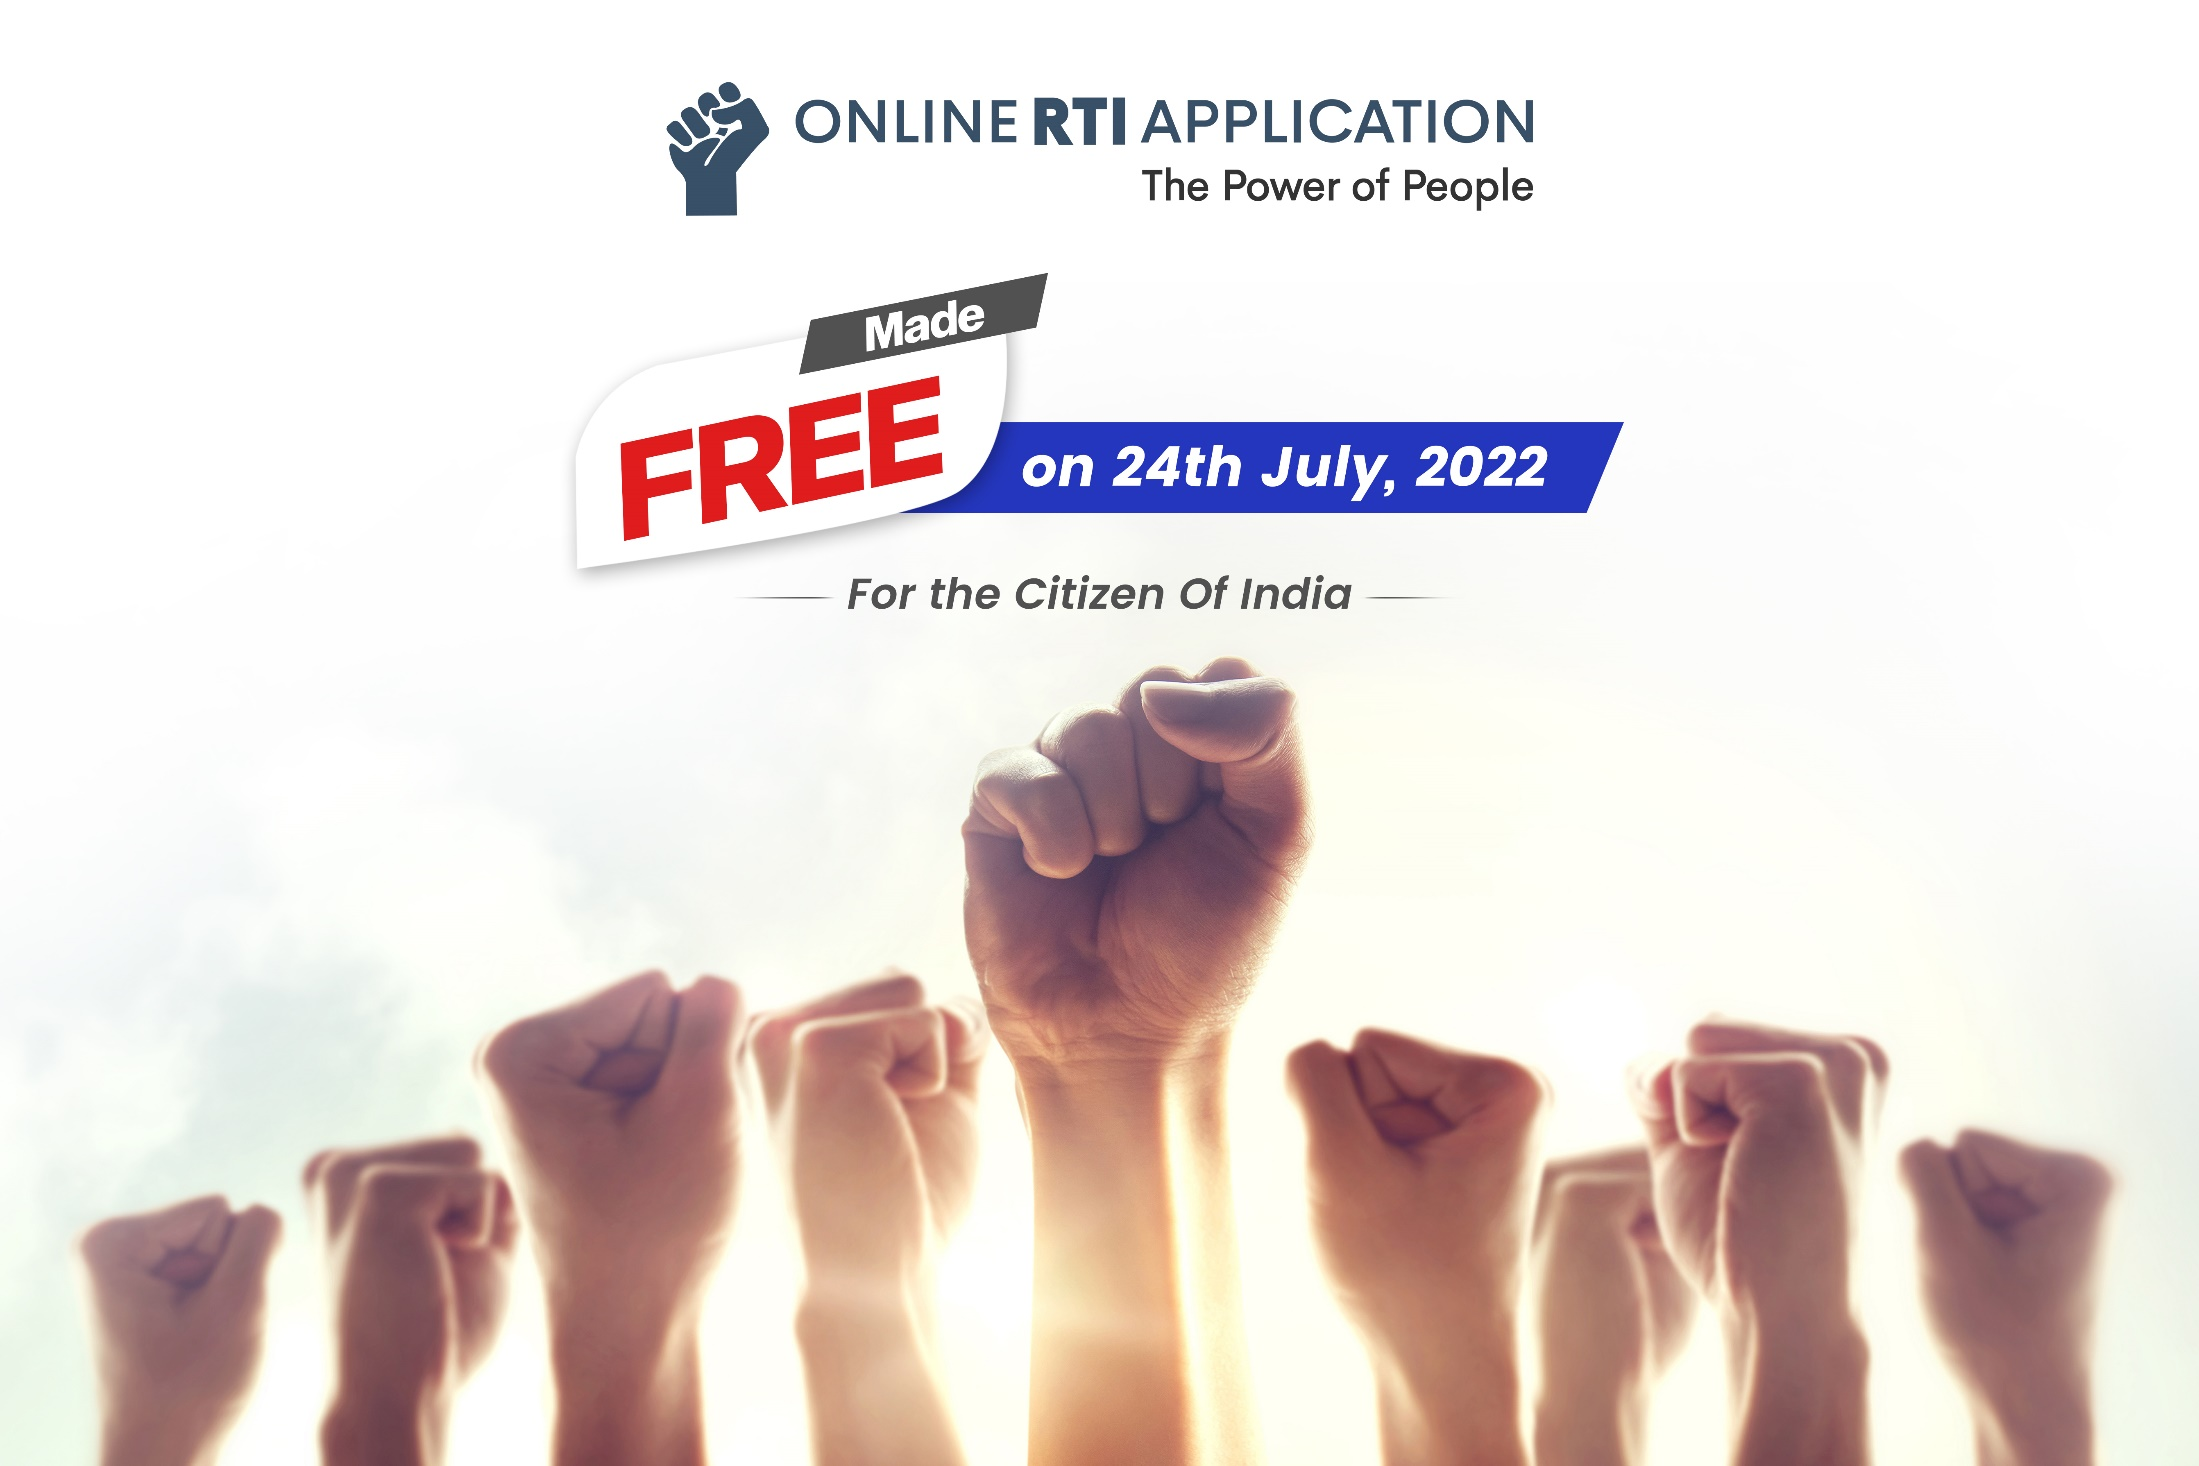 ONLINE RTI APPLICATION
The Power of People
Made
FREE
on 24th July, 2022
For the Citizen Of India